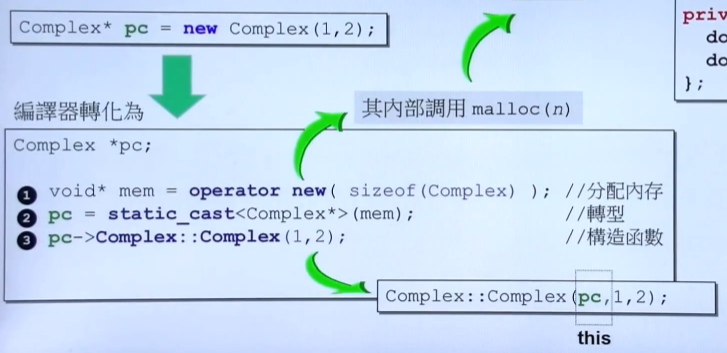 Complex* pc = new Complex(1,2);
編譯器轉化為
其內部調用 malloc(n)
priv
do
do
};
Complex *pc;
❶ void* mem = operator new( sizeof(Complex) ); //分配內存
❷ pc = static_cast<Complex*>(mem); //轉型
❸ pc->Complex::Complex(1,2); //構造函數
Complex::Complex(pc,1,2);
this